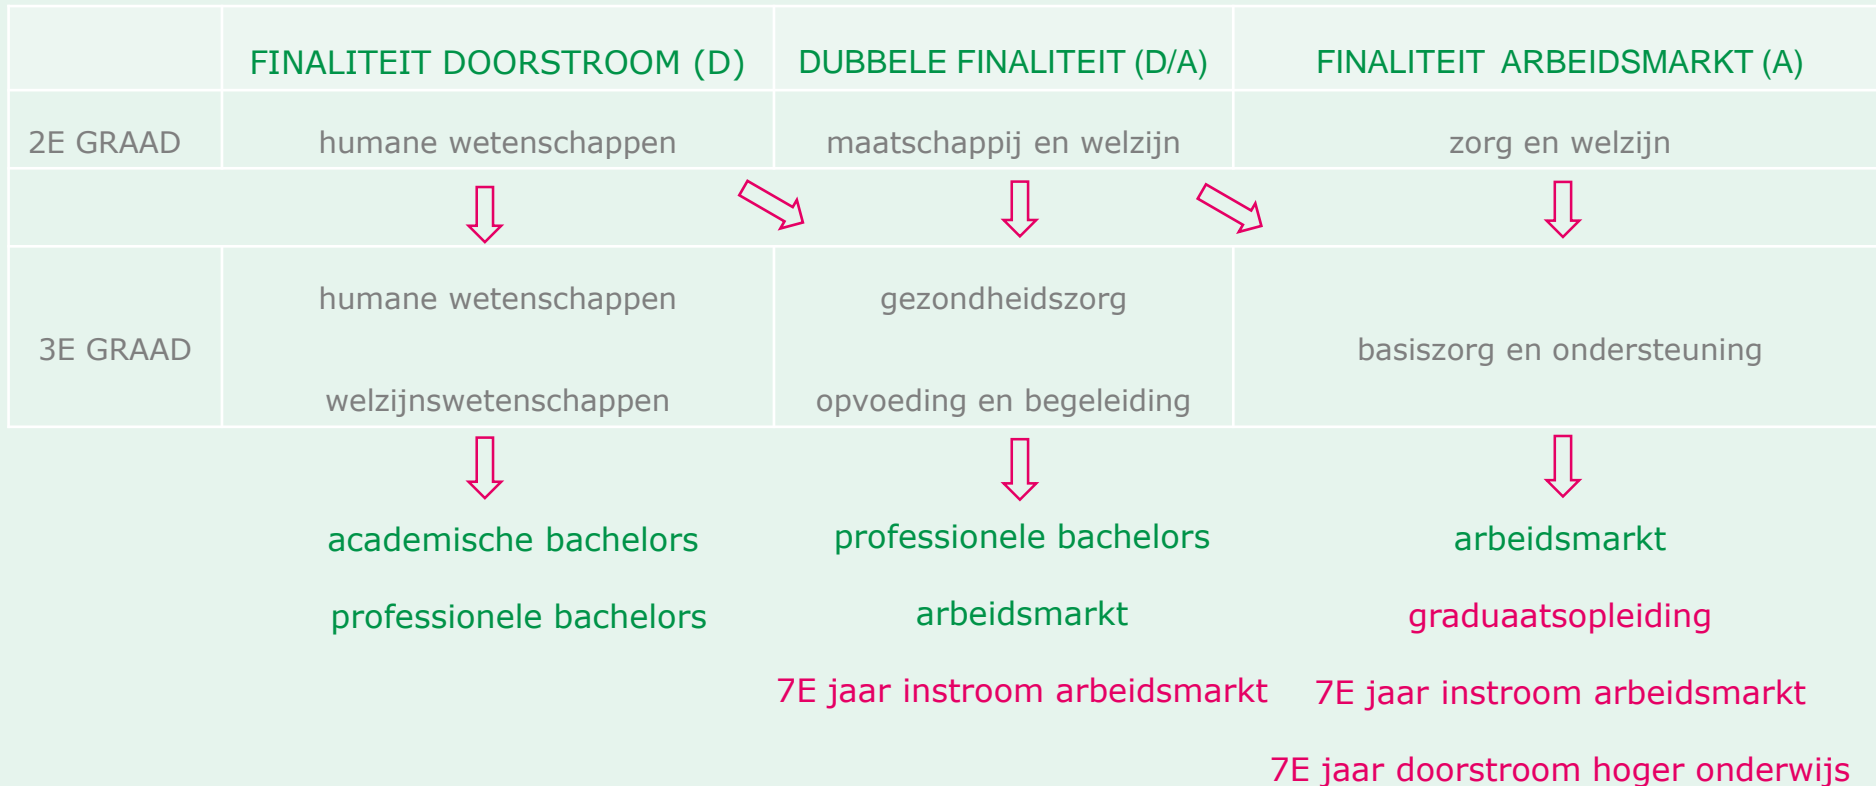 FINALITEIT DOORSTROOM (D) DUBBELE FINALITEIT (D/A) FINALITEIT ARBEIDSMARKT (A)
2E GRAAD humane wetenschappen maatschappij en welzijn zorg en welzijn
humane wetenschappen gezondheidszorg
3E GRAAD basiszorg en ondersteuning
welzijnswetenschappen opvoeding en begeleiding
academische bachelors professionele bachelors arbeidsmarkt
professionele bachelors arbeidsmarkt graduaatsopleiding
7E jaar instroom arbeidsmarkt 7E jaar instroom arbeidsmarkt
7E jaar doorstroom hoger onderwijs